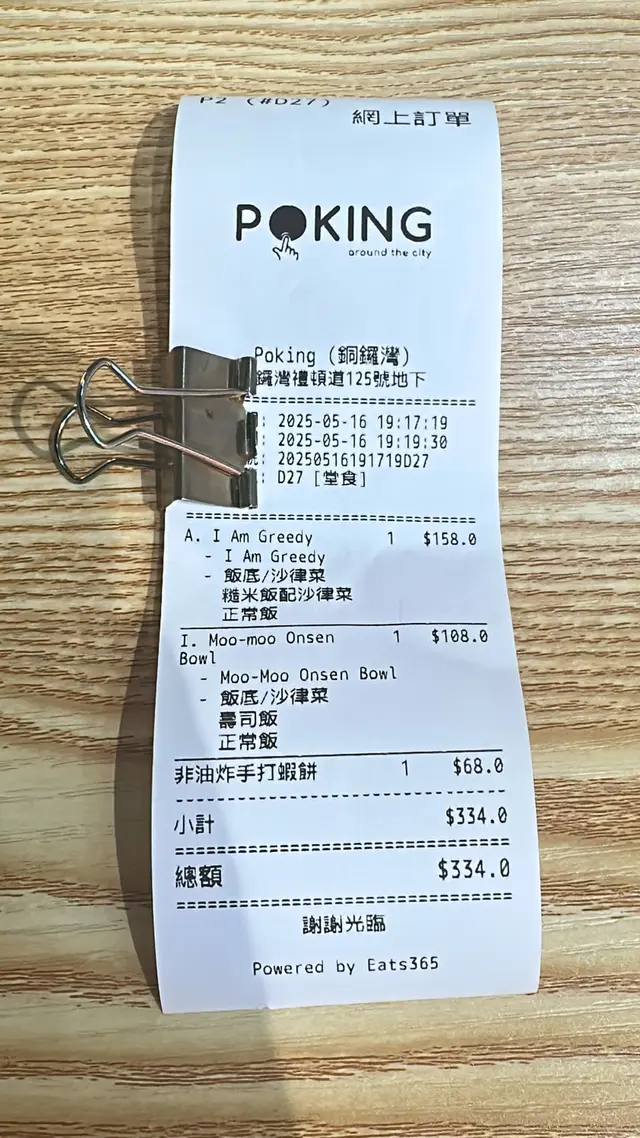 P2 (#D27)
網上訂單
POKING
around the city
Poking (銅鑼灣)
鑼灣禮頓道125號地下
: 2025-05-16 19:17:19
: 2025-05-16 19:19:30
: 20250516191719D27
: D27 [堂食]
A. I Am Greedy 1 $158.0
- I Am Greedy
- 飯底/沙律菜
糙米飯配沙律菜
正常飯
I. Moo-moo Onsen 1 $108.0
Bowl
- Moo-Moo Onsen Bowl
- 飯底/沙律菜
壽司飯
正常飯
非油炸手打蝦餅 1 $68.0
小計 $334.0
總額 $334.0
謝謝光臨
Powered by Eats365